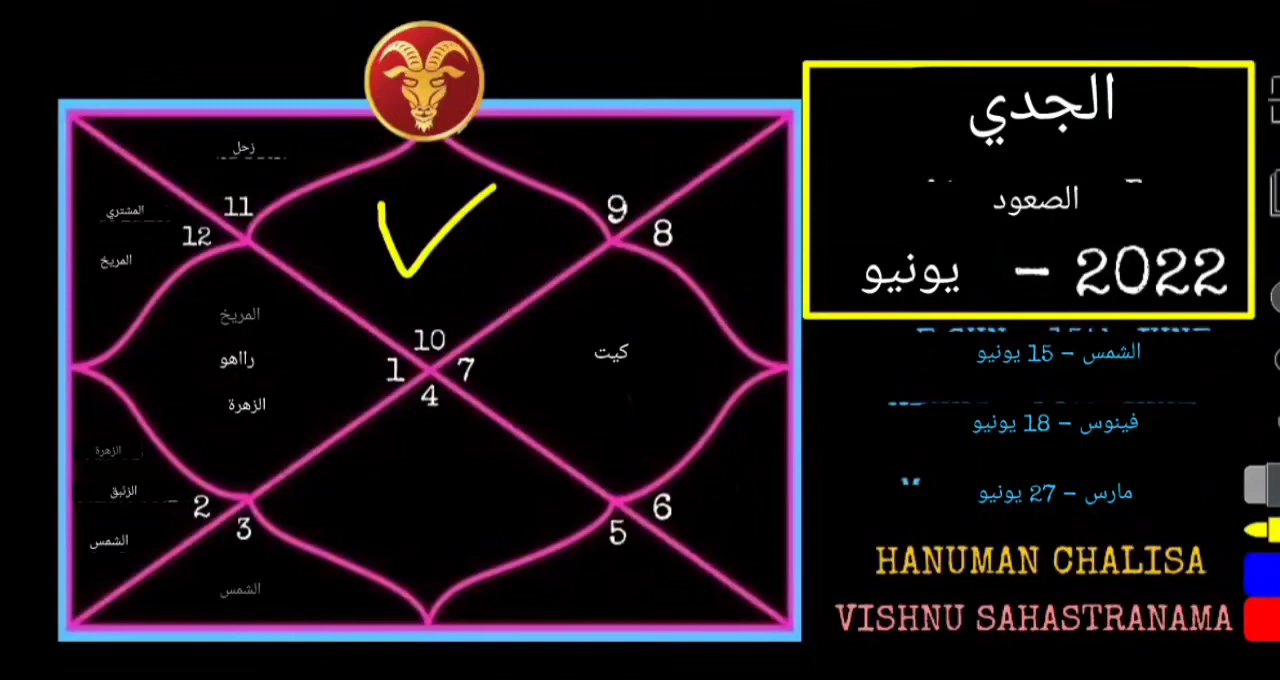 زحل
11
المشتري
12
المريخ
9
8
المريخ
رااهو
الزهرة
10
1
7
4
كيت
الزهرة
الزئبق
2
الشمس
3
الشمس
6
5
الجدي
الصعود
يونيو – 2022
الشمس – 15 يونيو
فينوس – 18 يونيو
مارس – 27 يونيو
HANUMAN CHALISA
VISHNU SAHASTRANAMA